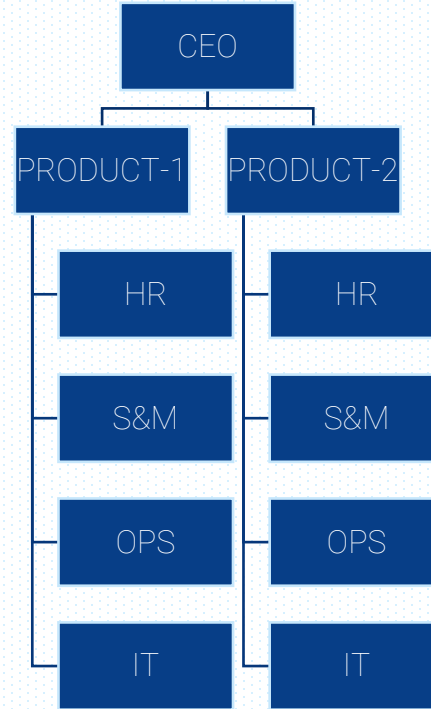 CEO
PRODUCT-1
PRODUCT-2
HR
HR
S&M
S&M
OPS
OPS
IT
IT